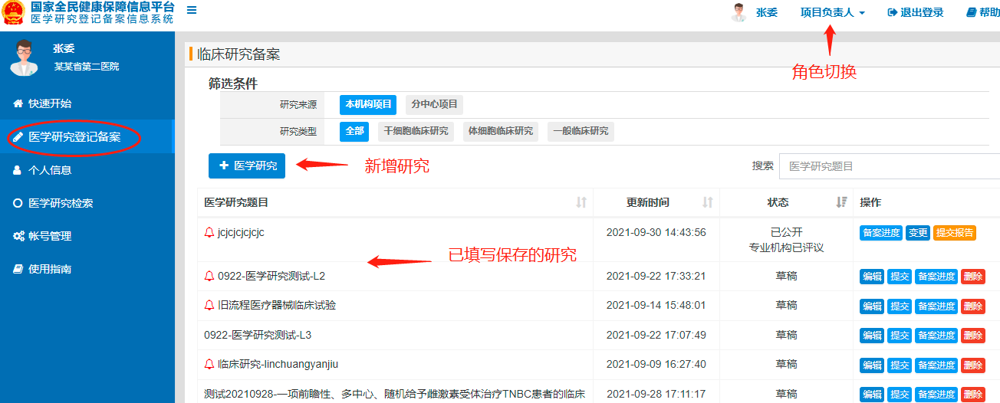 国家全民健康保障信息平台
医学研究登记备案信息系统
张委
项目负责人
退出登录
帮助
张委
某某省第二医院
角色切换
快速开始
医学研究登记备案
个人信息
医学研究检索
帐号管理
使用指南
临床研究备案
筛选条件
研究来源 本机构项目 分中心项目
研究类型 全部 干细胞临床研究 体细胞临床研究 一般临床研究
医学研究
新增研究
搜索 医学研究题目
医学研究题目 更新时间 状态 操作
jcjcjcjcjcjc 2021-09-30 14:43:56 已公开 备案进度 变更 提交报告
专业机构已评议
已填写保存的研究
0922-医学研究测试-L2 2021-09-22 17:33:21 草稿 编辑 提交 备案进度 删除
旧流程医疗器械临床试验 2021-09-14 15:48:01 草稿 编辑 提交 备案进度 删除
0922-医学研究测试-L3 2021-09-22 17:07:49 草稿 编辑 提交 备案进度 删除
临床研究-linchuangyanjiu 2021-09-09 16:27:40 草稿 编辑 提交 备案进度 删除
测试20210928-一项前瞻性、多中心、随机给予雌激素受体治疗TNBC患者的临床 2021-09-28 17:11:17 草稿 编辑 提交 备案进度 删除